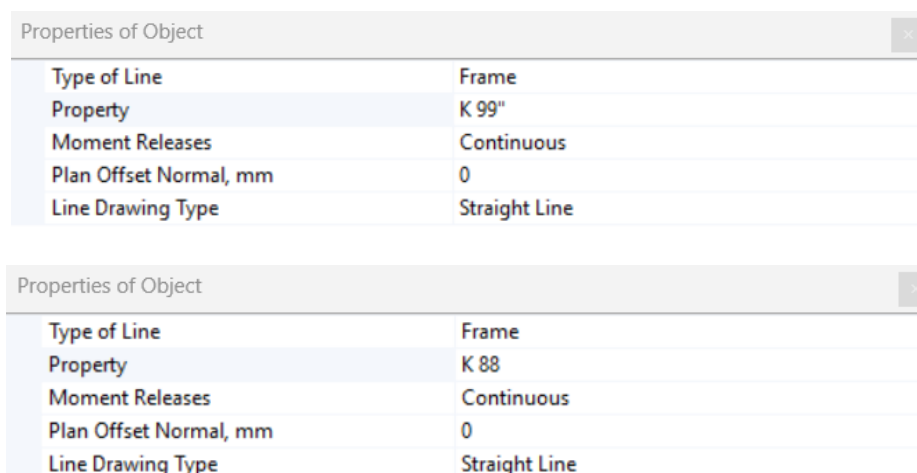 Properties of Object
Type of Line Frame
Property K 99"
Moment Releases Continuous
Plan Offset Normal, mm 0
Line Drawing Type Straight Line
Properties of Object
Type of Line Frame
Property K 88
Moment Releases Continuous
Plan Offset Normal, mm 0
Line Drawing Type Straight Line